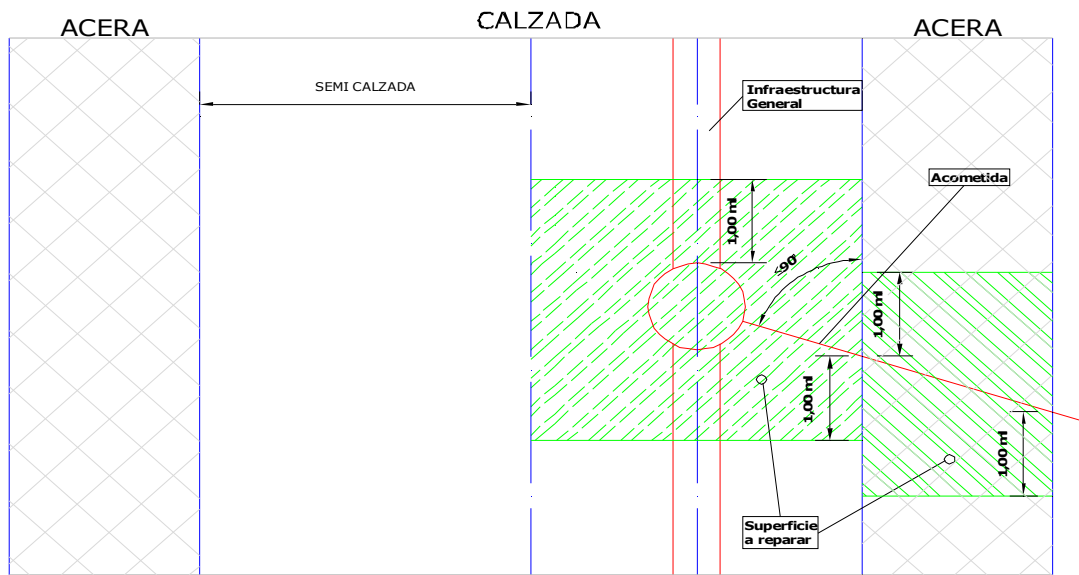 CALZADA
ACERA
ACERA
SEMI CALZADA
Infraestructura
General
Acometida
1,00 ml
≤90º
1,00 ml
1,00 ml
1,00 ml
Superficie
a reparar